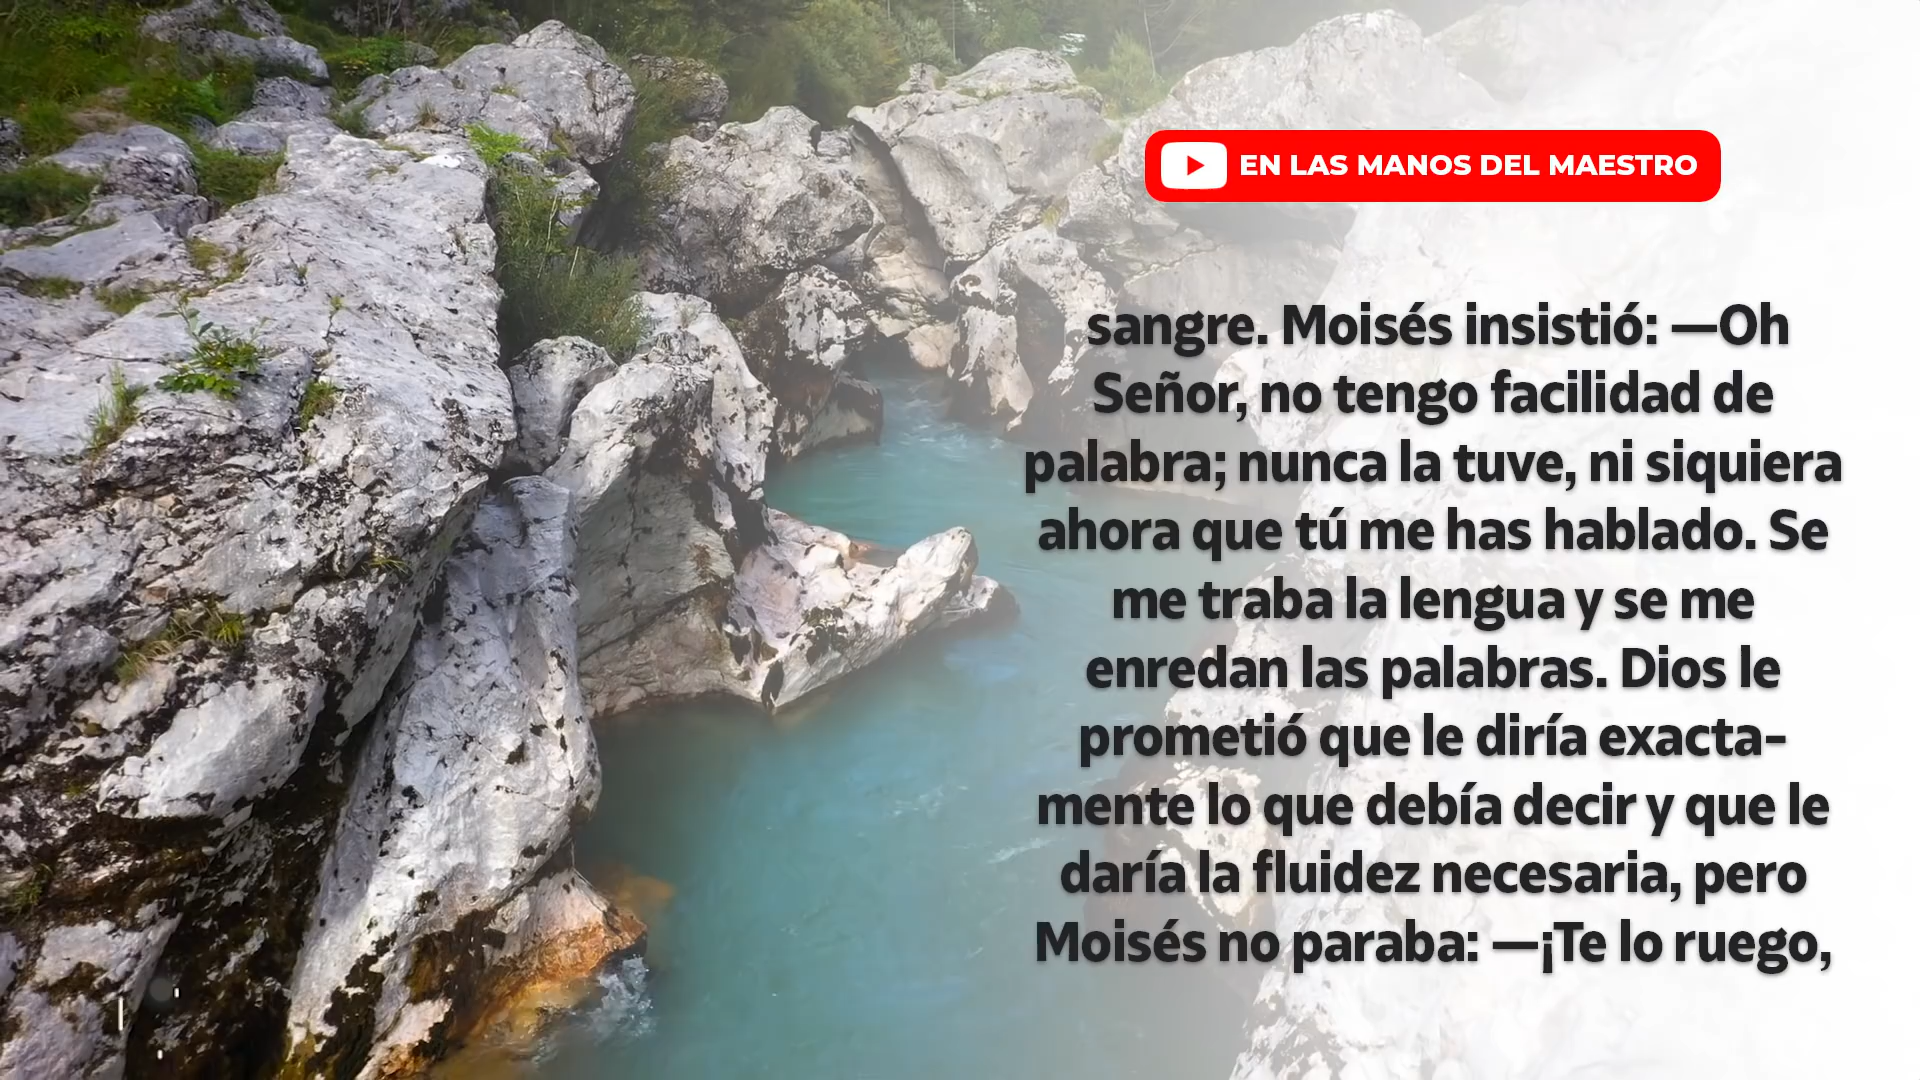 EN LAS MANOS DEL MAESTRO
sangre. Moisés insistió: —Oh
Señor, no tengo facilidad de
palabra; nunca la tuve, ni siquiera
ahora que tú me has hablado. Se
me traba la lengua y se me
enredan las palabras. Dios le
prometió que le diría exacta-
mente lo que debía decir y que le
daría la fluidez necesaria, pero
Moisés no paraba: —¡Te lo ruego,